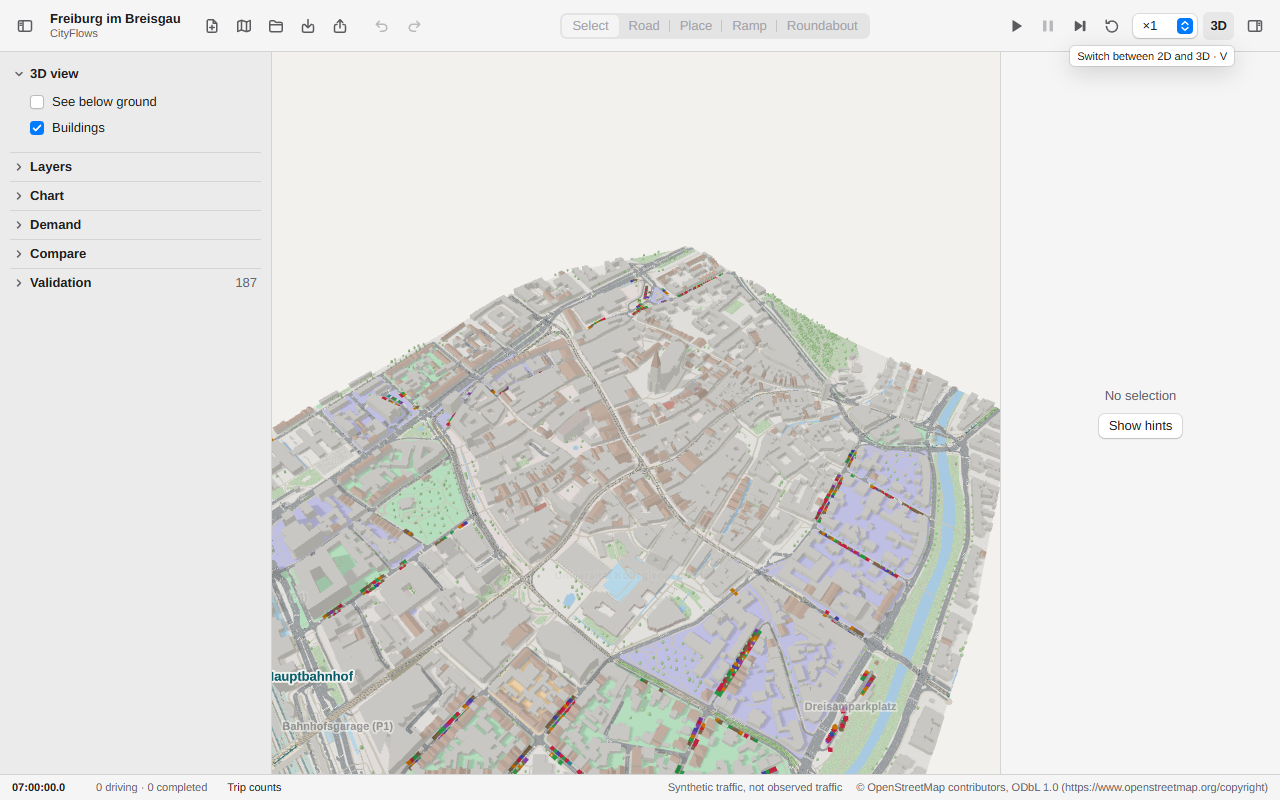 Freiburg im Breisgau
CityFlows
Select Road Place Ramp Roundabout
×1
3D
Switch between 2D and 3D · V
3D view
See below ground
Buildings
Layers
Chart
Demand
Compare
Validation 187
No selection
Show hints
Hauptbahnhof
Bahnhofsgarage (P1)
Dreisamparkplatz
07:00:00.0 0 driving · 0 completed Trip counts
Synthetic traffic, not observed traffic © OpenStreetMap contributors, ODbL 1.0 (https://www.openstreetmap.org/copyright)